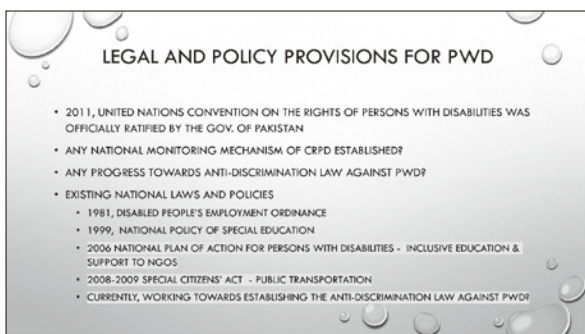 LEGAL AND POLICY PROVISIONS FOR PWD
• 2011, UNITED NATIONS CONVENTION ON THE RIGHTS OF PERSONS WITH DISABILITIES WAS
OFFICIALLY RATIFIED BY THE GOV. OF PAKISTAN
• ANY NATIONAL MONITORING MECHANISM OF CRPD ESTABLISHED?
• ANY PROGRESS TOWARDS ANTI-DISCRIMINATION LAW AGAINST PWD?
• EXISTING NATIONAL LAWS AND POLICIES
• 1981, DISABLED PEOPLE'S EMPLOYMENT ORDINANCE
• 1999, NATIONAL POLICY OF SPECIAL EDUCATION
• 2006 NATIONAL PLAN OF ACTION FOR PERSONS WITH DISABILITIES - INCLUSIVE EDUCATION &
SUPPORT TO NGOS
• 2008-2009 SPECIAL CITIZENS' ACT - PUBLIC TRANSPORTATION
• CURRENTLY, WORKING TOWARDS ESTABLISHING THE ANTI-DISCRIMINATION LAW AGAINST PWD?